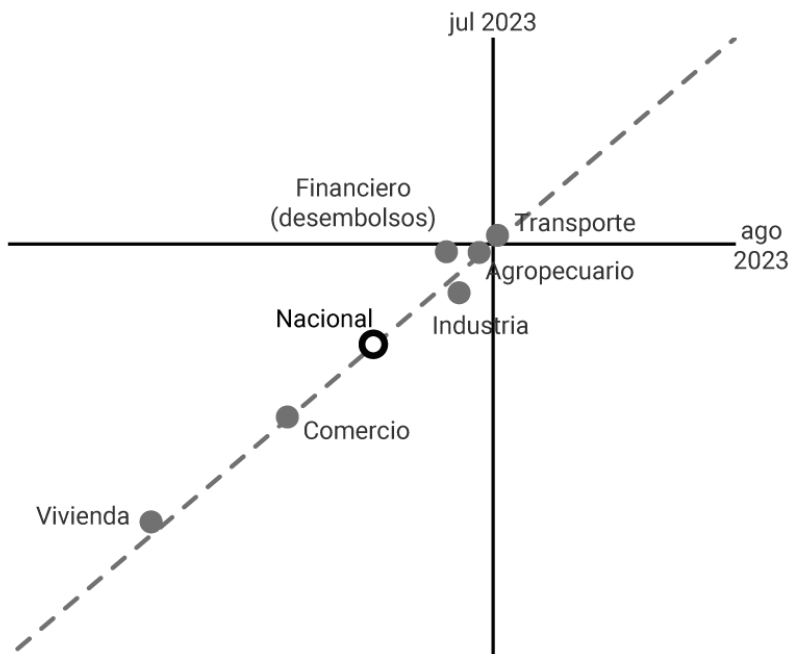 jul 2023
Financiero
(desembolsos)
Transporte
ago
2023
Agropecuario
Nacional
Industria
Comercio
Vivienda